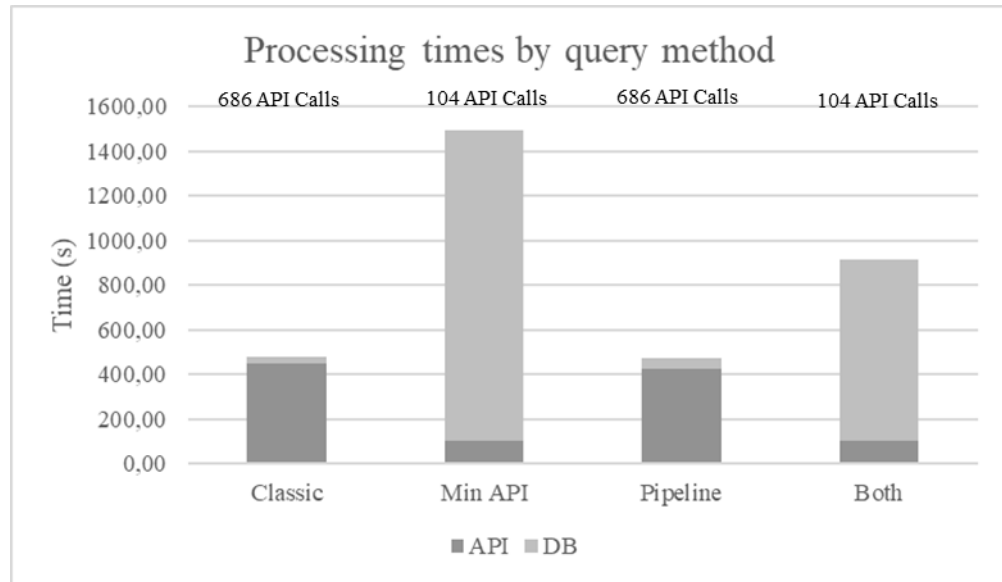 Processing times by query method
686 API Calls 104 API Calls 686 API Calls 104 API Calls
1600,00
1400,00
1200,00
1000,00
800,00
600,00
400,00
200,00
0,00
Time (s)
Classic Min API Pipeline Both
API DB